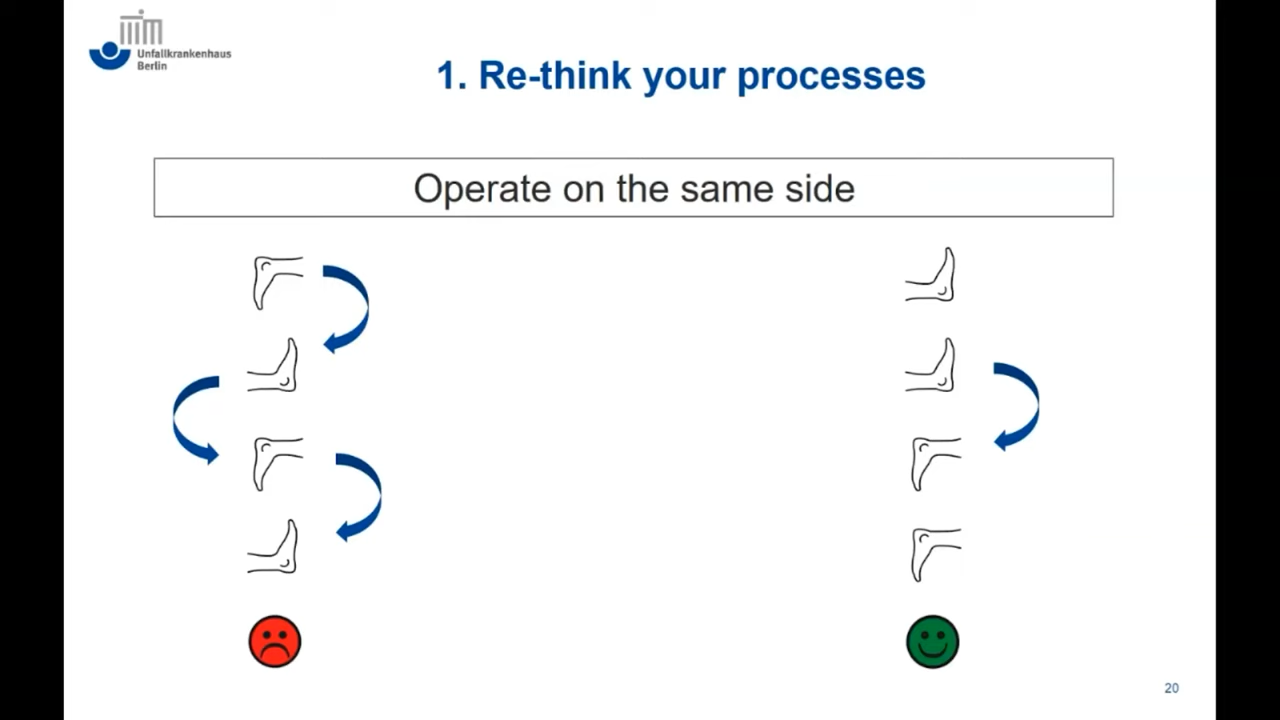 Unfallkrankenhaus
Berlin
1. Re-think your processes
Operate on the same side
20